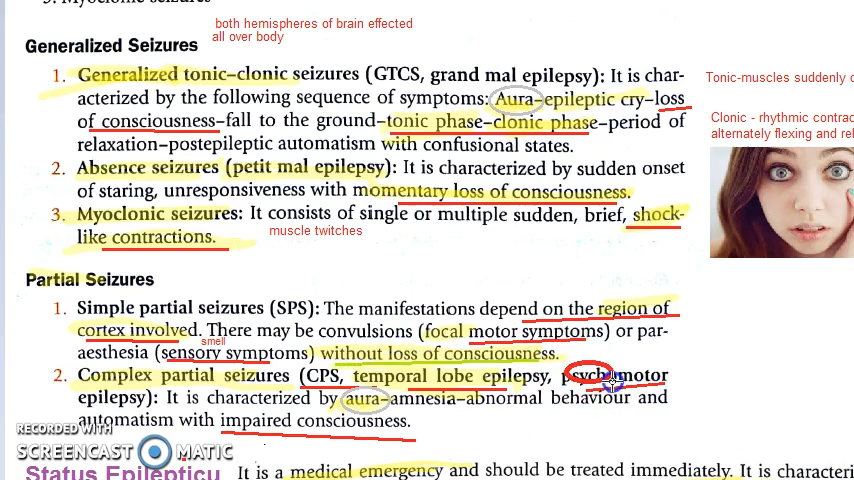 both hemispheres of brain effected
all over body
Generalized Seizures
1. Generalized tonic–clonic seizures (GTCS, grand mal epilepsy): It is char-
acterized by the following sequence of symptoms: Aura–epileptic cry–loss
of consciousness–fall to the ground–tonic phase–clonic phase–period of
relaxation–postepileptic automatism with confusional states.
2. Absence seizures (petit mal epilepsy): It is characterized by sudden onset
of staring, unresponsiveness with momentary loss of consciousness.
3. Myoclonic seizures: It consists of single or multiple sudden, brief, shock-
like contractions.
muscle twitches
Tonic-muscles suddenly
Clonic - rhythmic
alternately flexing and
Partial Seizures
1. Simple partial seizures (SPS): The manifestations depend on the region of
cortex involved. There may be convulsions (focal motor symptoms) or par-
smell
aesthesia (sensory symptoms) without loss of consciousness.
2. Complex partial seizures (CPS, temporal lobe epilepsy, psychomotor
epilepsy): It is characterized by aura–amnesia–abnormal behaviour and
automatism with impaired consciousness.
RECORDED WITH
SCREENCAST MATIC
It is a medical emergency and should be treated immediately. It is